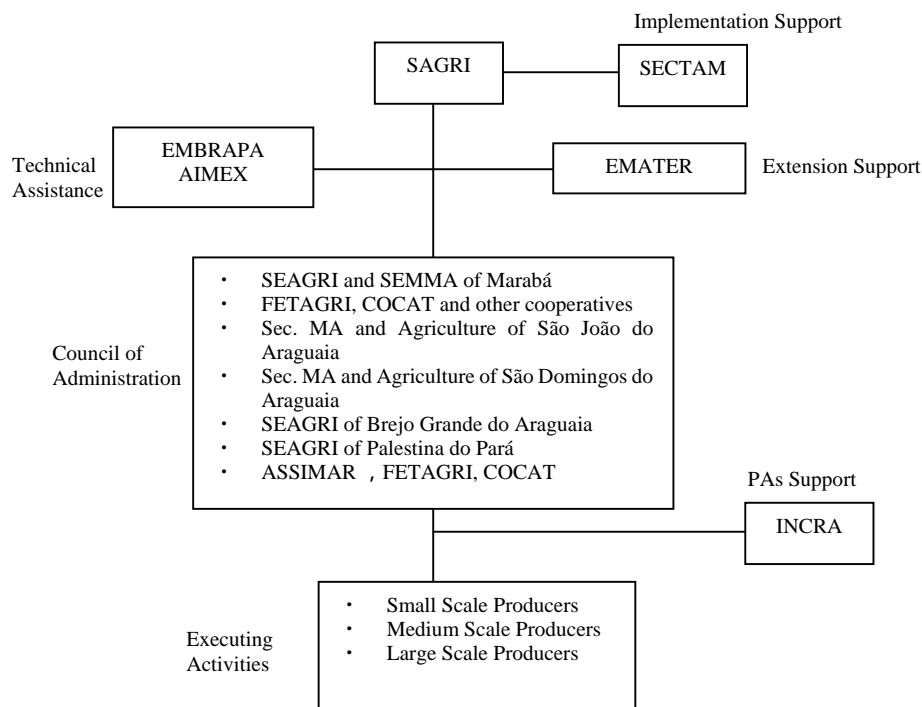 Implementation Support
SAGRI
SECTAM
Technical
Assistance
EMBRAPA
AIMEX
EMATER
Extension Support
Council of
Administration
・ SEAGRI and SEMMA of Marabá
・ FETAGRI, COCAT and other cooperatives
・ Sec. MA and Agriculture of São João do
Araguaia
・ Sec. MA and Agriculture of São Domingos do
Araguaia
・ SEAGRI of Brejo Grande do Araguaia
・ SEAGRI of Palestina do Pará
・ ASSIMAR , FETAGRI, COCAT
PAs Support
INCRA
Executing
Activities
・ Small Scale Producers
・ Medium Scale Producers
・ Large Scale Producers